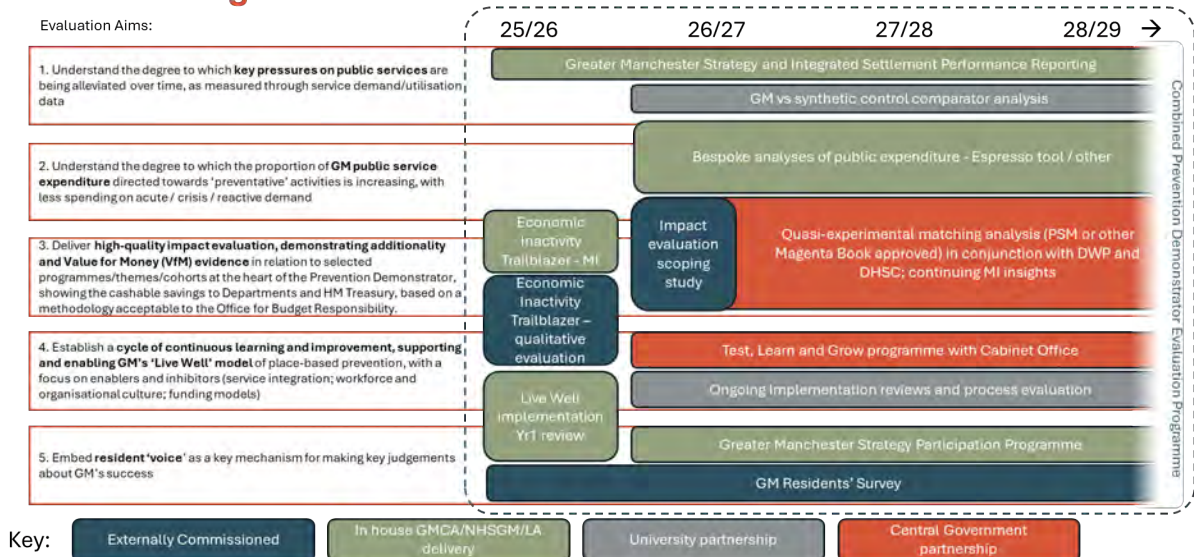 Evaluation Aims:
25/26
26/27
27/28
28/29
1. Understand the degree to which key pressures on public services are
being alleviated over time, as measured through service demand/utilisation
data
2. Understand the degree to which the proportion of GM public service
expenditure directed towards ‘preventative’ activities is increasing, with
less spending on acute / crisis / reactive demand
3. Deliver high-quality impact evaluation, demonstrating additionality
and Value for Money (VfM) evidence in relation to selected
programmes/themes/cohorts at the heart of the Prevention Demonstrator,
showing the cashable savings to Departments and HM Treasury, based on a
methodology acceptable to the Office for Budget Responsibility.
4. Establish a cycle of continuous learning and improvement, supporting
and enabling GM's ‘Live Well’ model of place-based prevention, with a
focus on enablers and inhibitors (service integration; workforce and
organisational culture; funding models)
5. Embed resident ‘voice’ as a key mechanism for making key judgements
about GM's success
Greater Manchester Strategy and Integrated Settlement Performance Reporting
GM vs synthetic control comparator analysis
Bespoke analyses of public expenditure - Espresso tool / other
Economic
Inactivity
Trailblazer - MI
Impact
evaluation
scoping
study
Quasi-experimental matching analysis (PSM or other
Magenta Book approved) in conjunction with DWP and
DHSC; continuing MI insights
Economic
Inactivity
Trailblazer –
qualitative
evaluation
Test, Learn and Grow programme with Cabinet Office
Ongoing Implementation reviews and process evaluation
Live Well
implementation
Yr1 review
Greater Manchester Strategy Participation Programme
GM Residents' Survey
Combined Prevention Demonstrator Evaluation Programme
Key:
Externally Commissioned
In house GMCA/NHSGM/LA
delivery
University partnership
Central Government
partnership